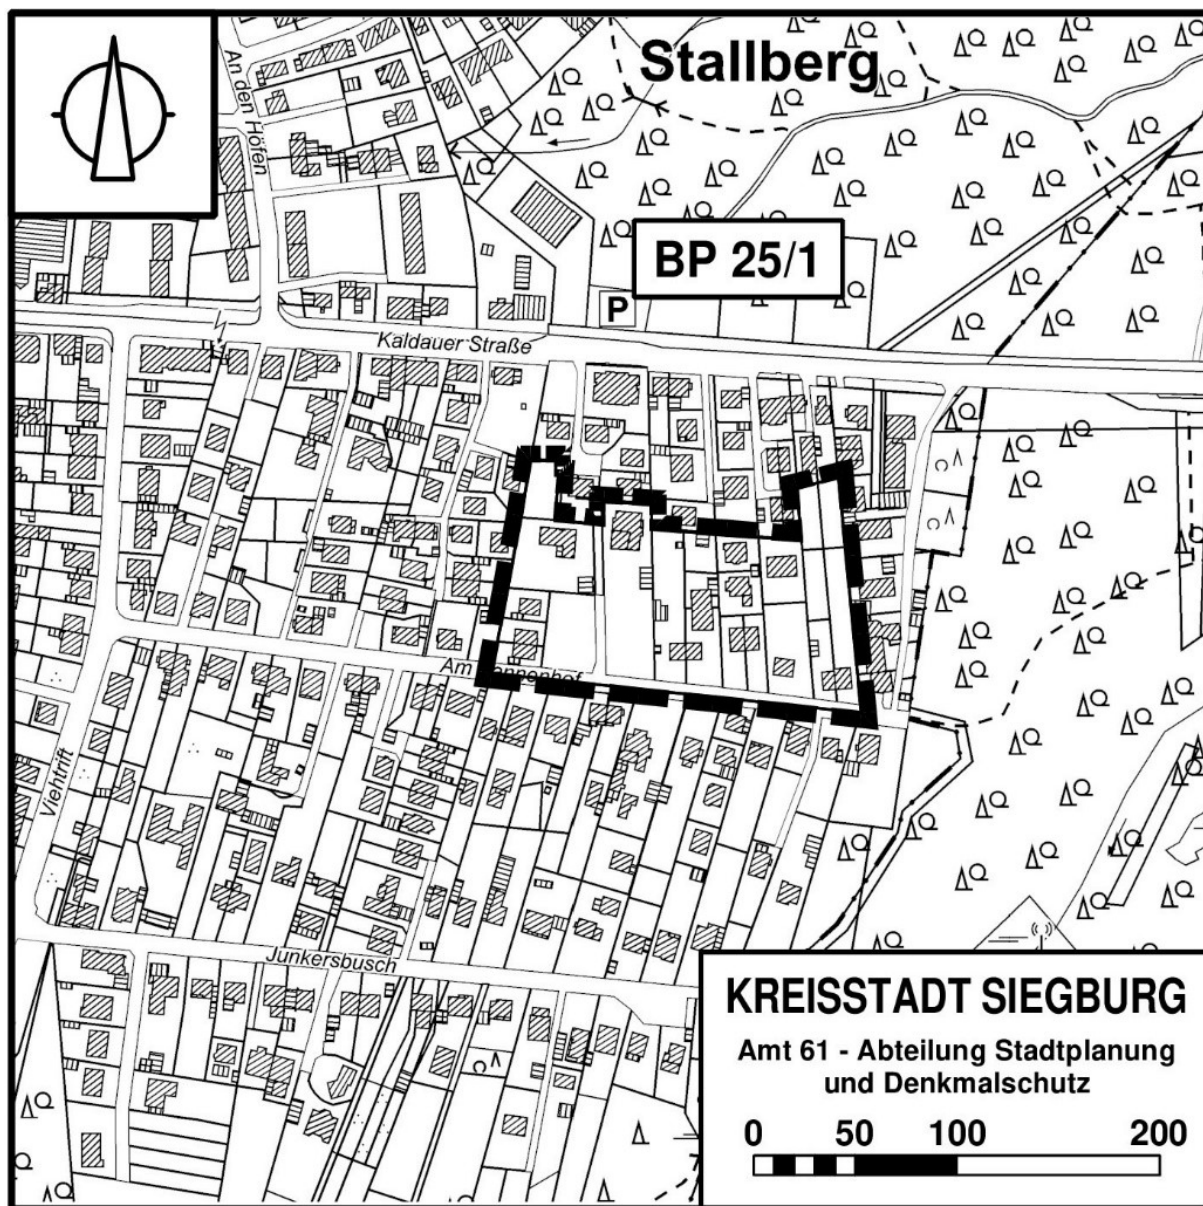 Stallberg
An den Höfen
BP 25/1
P
Kaldauer Straße
Am Tannenhof
Viehtrift
Junkersbusch
KREISSTADT SIEGBURG
Amt 61 - Abteilung Stadtplanung
und Denkmalschutz
0 50 100 200